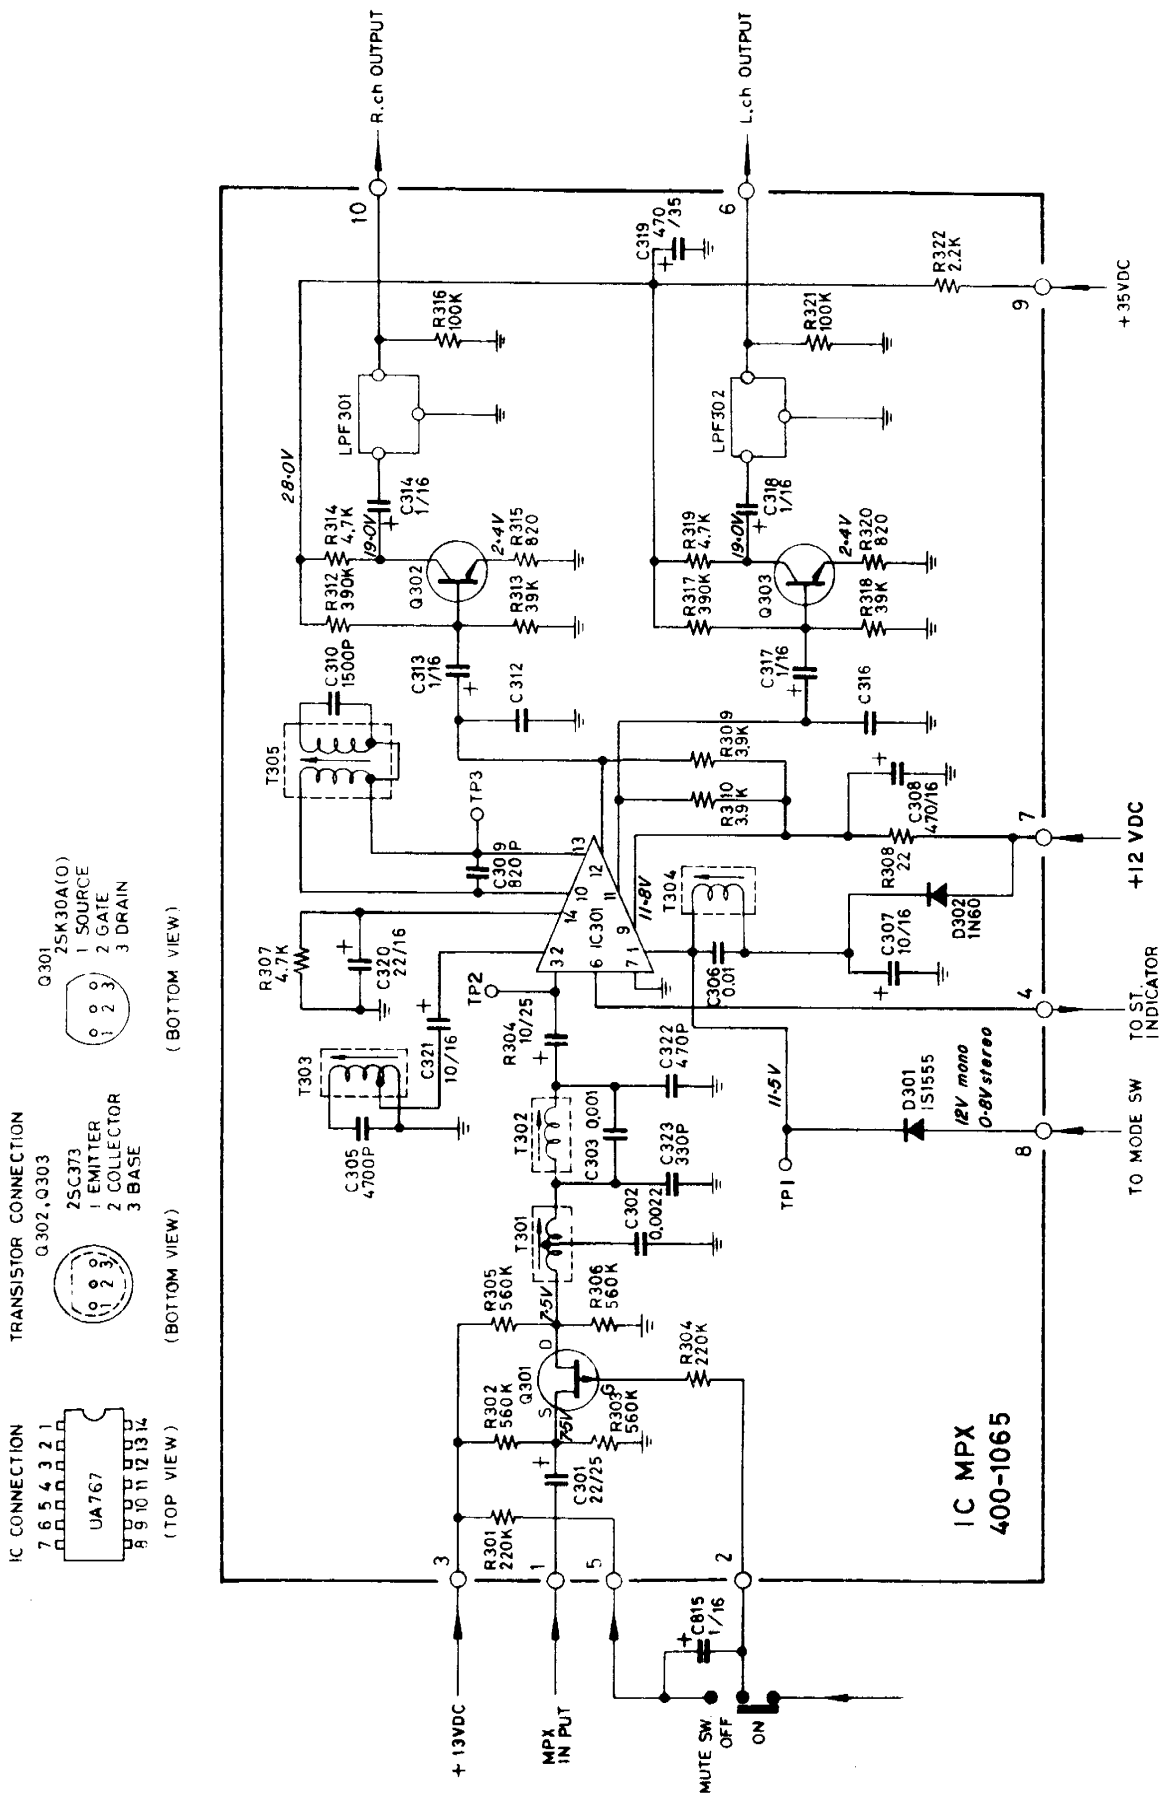 IC CONNECTION
7 6 5 4 3 2 1
UA767
8 9 10 11 12 13 14
(TOP VIEW)
TRANSISTOR CONNECTION
Q302,Q303
2SC373
1 EMITTER
2 COLLECTOR
3 BASE
1 2 3
(BOTTOM VIEW)
Q301
2SK30A(O)
1 SOURCE
2 GATE
3 DRAIN
1 2 3
(BOTTOM VIEW)
+13VDC
3
MPX
IN PUT
1
5
2
MUTE SW.
OFF
ON
+
C815
1/16
R301
220K
R302
560K
C301
22/25
+
7.5V
R303
560K
S
Q301
D
G
R304
220K
R305
560K
7.5V
R306
560K
T301
C302
0.0022
T302
C303 0.001
C323
330P
C322
470P
R304
10/25
+
TP2
C305
4700P
T303
C321
10/16
+
R307
4.7K
+
C320
22/16
3 2
14
10
13
6
IC301
12
11
7 1
9
11.8V
C309
820P
TP3
T305
C310
1500P
T304
C306
0.01
11.5V
TP1
D301
IS1555
12V mono
0.8V stereo
8
TO MODE SW
4
TO ST.
INDICATOR
+
C307
10/16
D302
1N60
R308
22
+
C308
470/16
7
+12 VDC
R310
3.9K
R309
3.9K
C312
C313
1/16
+
R312
390K
R313
39K
Q302
R314
4.7K
19.0V
2.4V
R315
820
+
C314
1/16
28.0V
LPF301
R316
100K
10
R.ch OUTPUT
C316
C317
1/16
+
R317
390K
R318
39K
Q303
R319
4.7K
19.0V
2.4V
R320
820
+
C318
1/16
LPF302
R321
100K
6
L.ch OUTPUT
C319
470
/35
+
R322
2.2K
9
+35VDC
IC MPX
400-1065